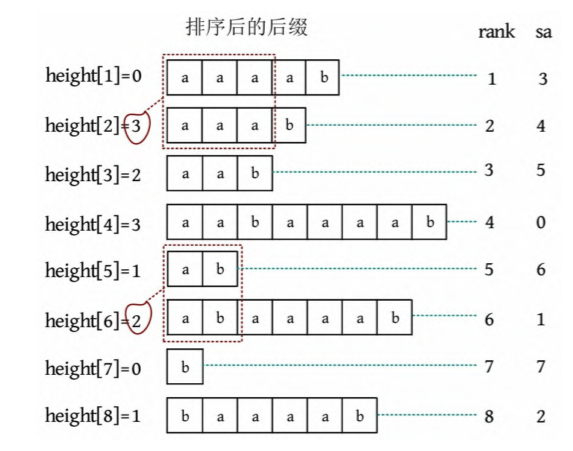 排序后的后缀 rank sa
height[1]=0 a a a a b 1 3
height[2]=3 a a a b 2 4
height[3]=2 a a b 3 5
height[4]=3 a a b a a a a b 4 0
height[5]=1 a b 5 6
height[6]=2 a b a a a a b 6 1
height[7]=0 b 7 7
height[8]=1 b a a a a b 8 2